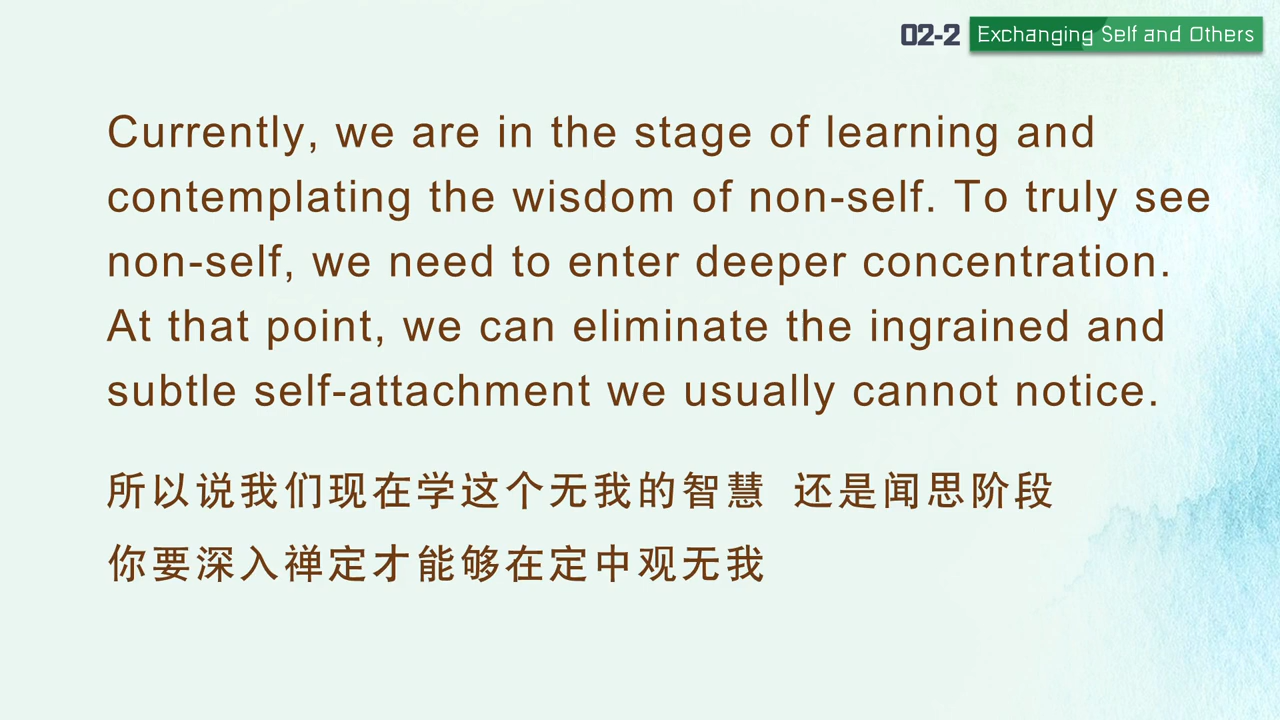 02-2 Exchanging Self and Others
Currently, we are in the stage of learning and
contemplating the wisdom of non-self. To truly see
non-self, we need to enter deeper concentration.
At that point, we can eliminate the ingrained and
subtle self-attachment we usually cannot notice.
所以说我们现在学这个无我的智慧 还是闻思阶段
你要深入禅定才能够在定中观无我